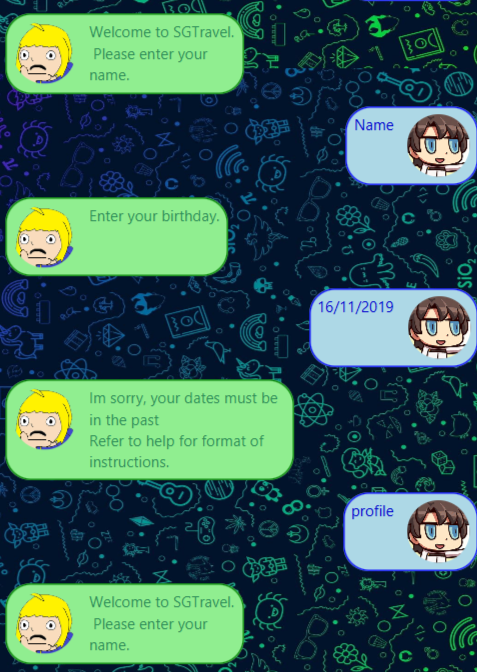 Welcome to SGTravel.
Please enter your
name.
Name
Enter your birthday.
16/11/2019
Im sorry, your dates must be
in the past
Refer to help for format of
instructions.
profile
Welcome to SGTravel.
Please enter your
name.
SIO2